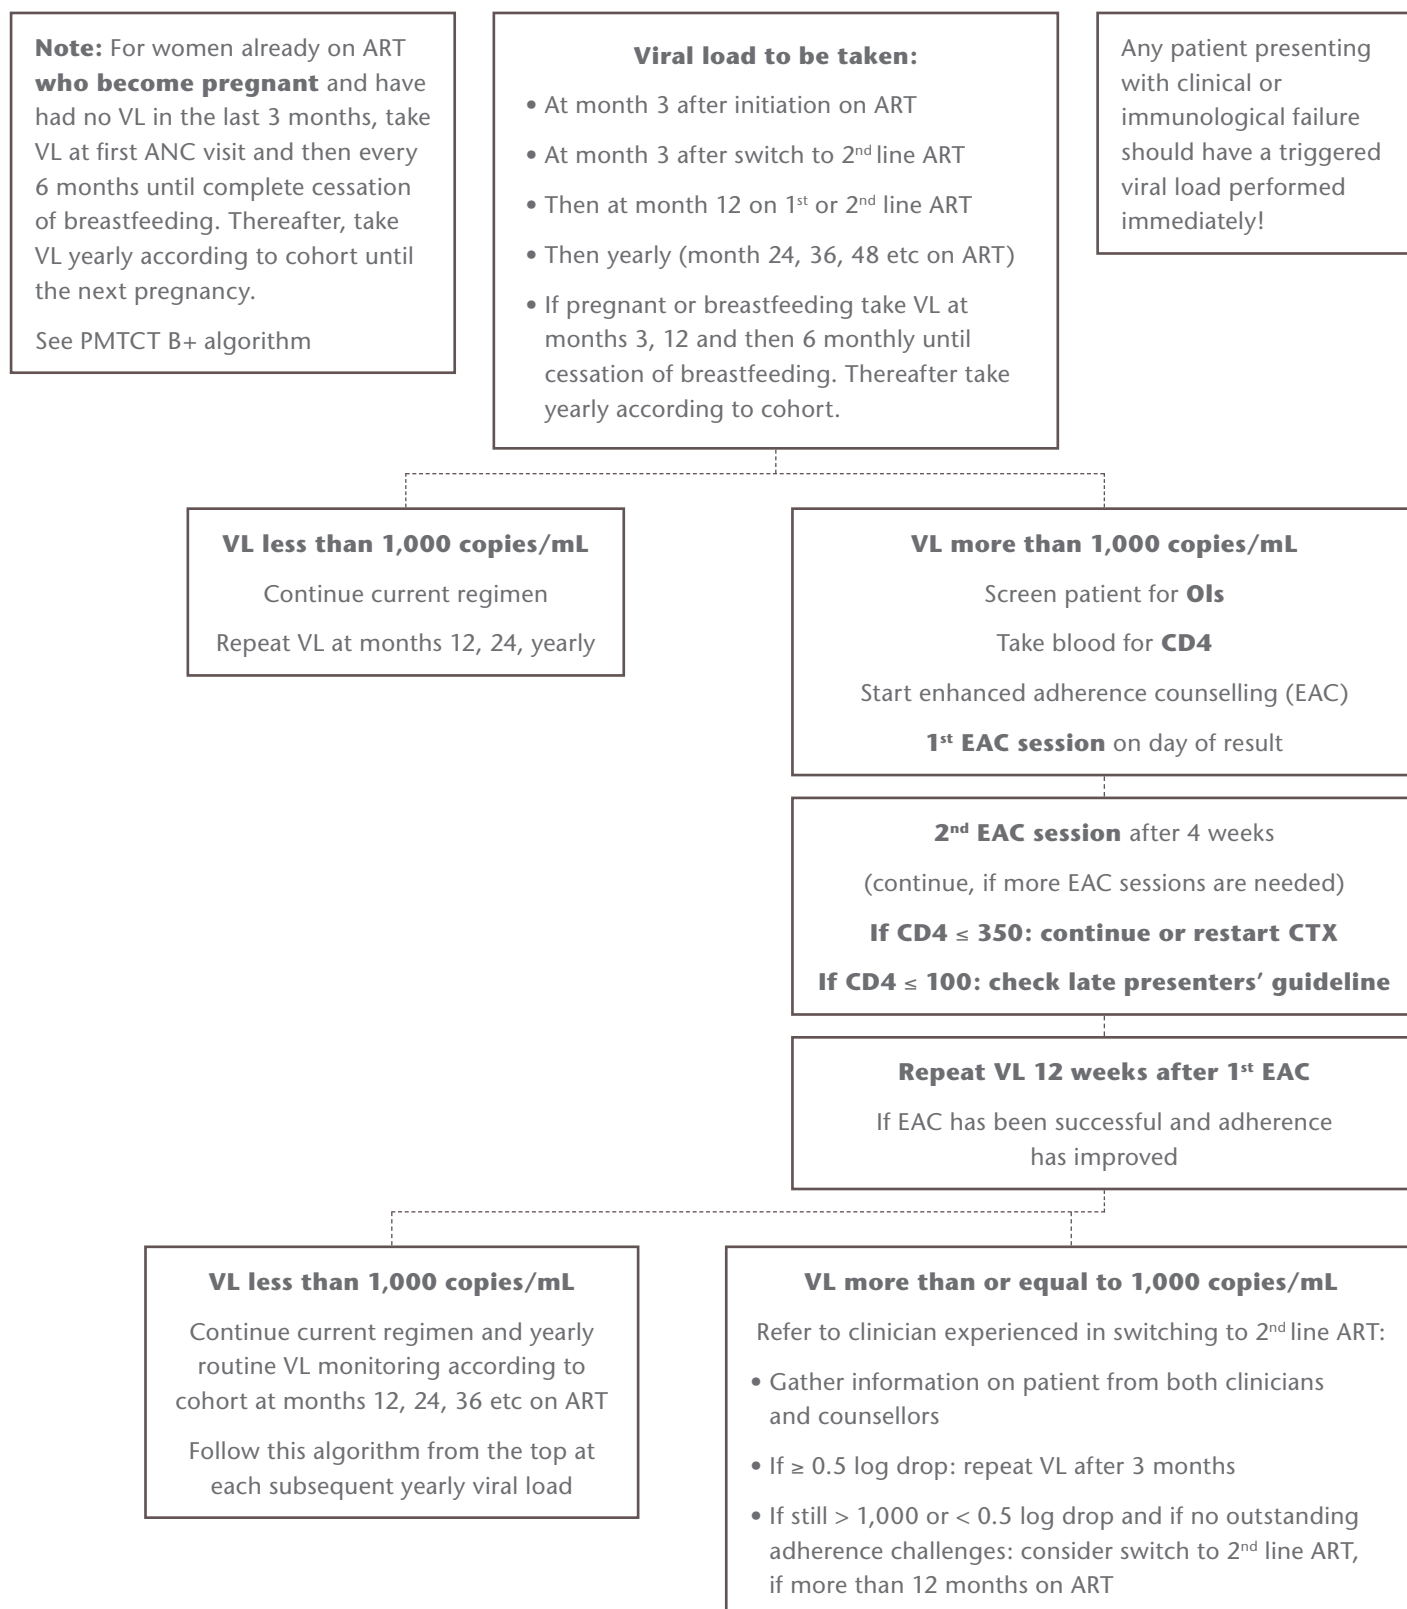 Note: For women already on ART
who become pregnant and have
had no VL in the last 3 months, take
VL at first ANC visit and then every
6 months until complete cessation
of breastfeeding. Thereafter, take
VL yearly according to cohort until
the next pregnancy.
See PMTCT B+ algorithm
Viral load to be taken:
• At month 3 after initiation on ART
• At month 3 after switch to 2nd line ART
• Then at month 12 on 1st or 2nd line ART
• Then yearly (month 24, 36, 48 etc on ART)
• If pregnant or breastfeeding take VL at
months 3, 12 and then 6 monthly until
cessation of breastfeeding. Thereafter take
yearly according to cohort.
Any patient presenting
with clinical or
immunological failure
should have a triggered
viral load performed
immediately!
VL less than 1,000 copies/mL
Continue current regimen
Repeat VL at months 12, 24, yearly
VL more than 1,000 copies/mL
Screen patient for OIs
Take blood for CD4
Start enhanced adherence counselling (EAC)
1st EAC session on day of result
2nd EAC session after 4 weeks
(continue, if more EAC sessions are needed)
If CD4 ≤ 350: continue or restart CTX
If CD4 ≤ 100: check late presenters’ guideline
Repeat VL 12 weeks after 1st EAC
If EAC has been successful and adherence
has improved
VL less than 1,000 copies/mL
Continue current regimen and yearly
routine VL monitoring according to
cohort at months 12, 24, 36 etc on ART
Follow this algorithm from the top at
each subsequent yearly viral load
VL more than or equal to 1,000 copies/mL
Refer to clinician experienced in switching to 2nd line ART:
• Gather information on patient from both clinicians
and counsellors
• If ≥ 0.5 log drop: repeat VL after 3 months
• If still > 1,000 or < 0.5 log drop and if no outstanding
adherence challenges: consider switch to 2nd line ART,
if more than 12 months on ART